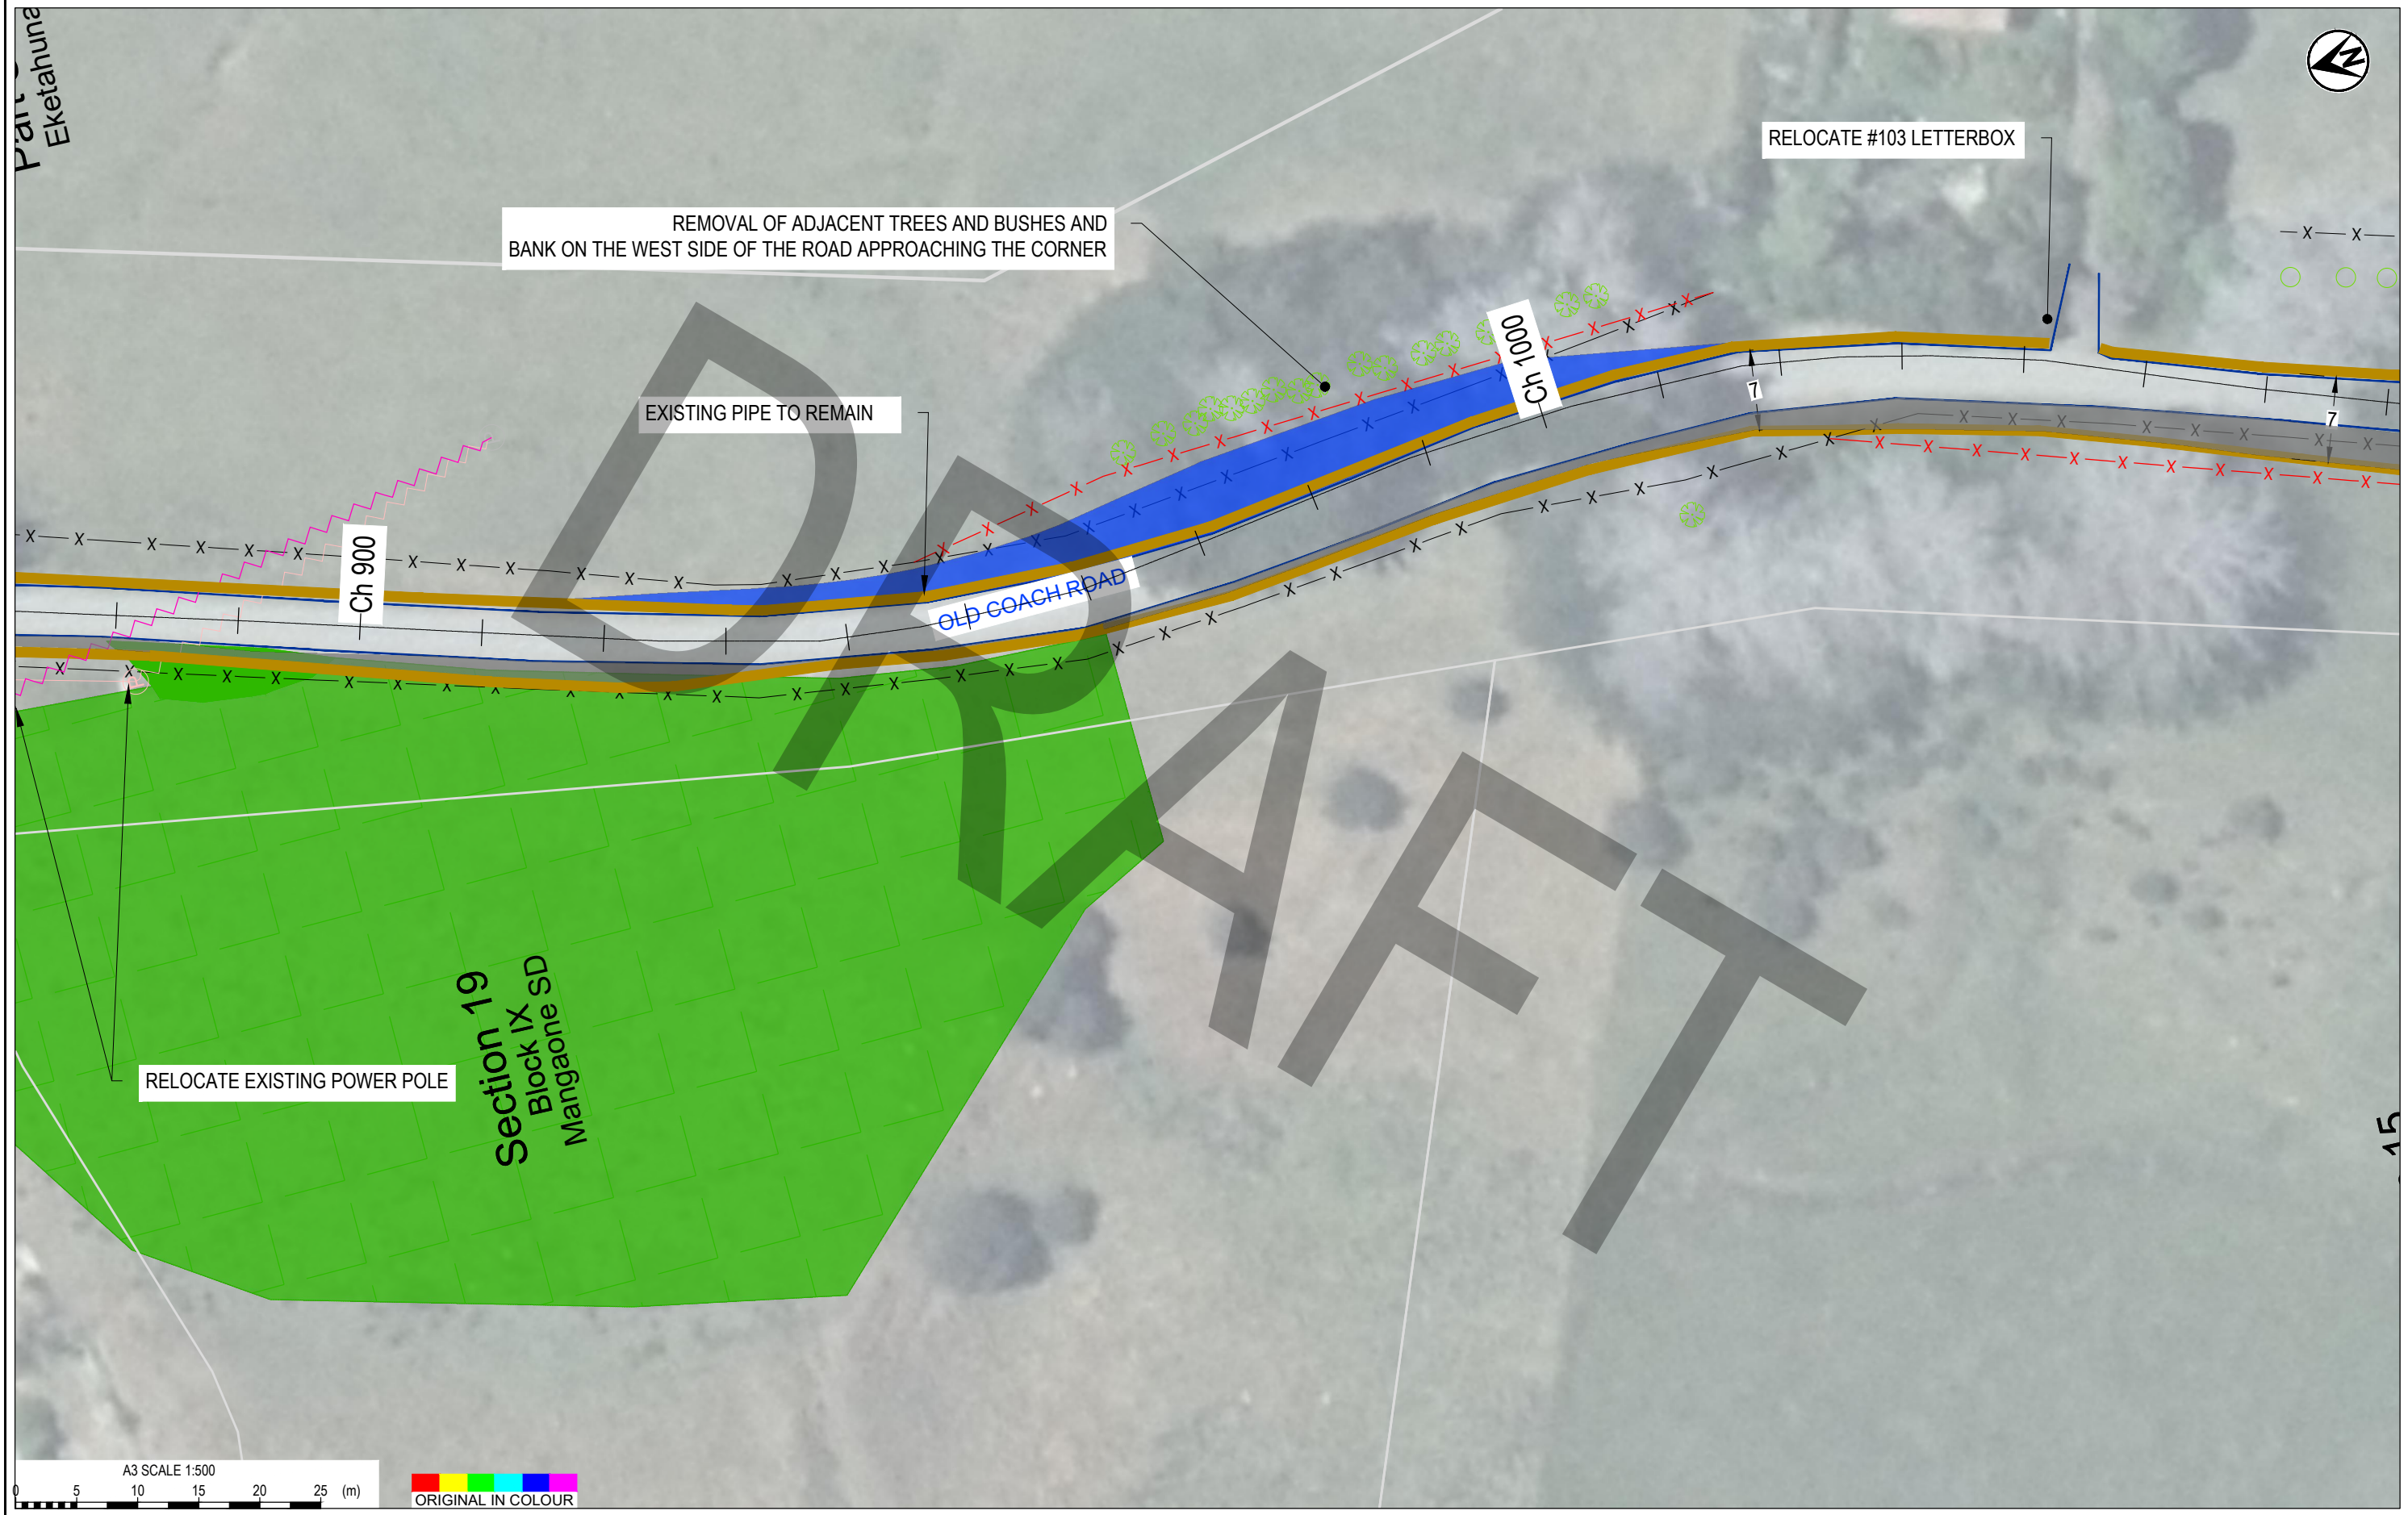 Eketahuna
N
RELOCATE #103 LETTERBOX
REMOVAL OF ADJACENT TREES AND BUSHES AND
BANK ON THE WEST SIDE OF THE ROAD APPROACHING THE CORNER
Ch 1000
EXISTING PIPE TO REMAIN
7
7
Ch 900
OLD COACH ROAD
DRAFT
Section 19
Block IX
Mangaone SD
RELOCATE EXISTING POWER POLE
15
A3 SCALE 1:500
0 5 10 15 20 25 (m)
ORIGINAL IN COLOUR